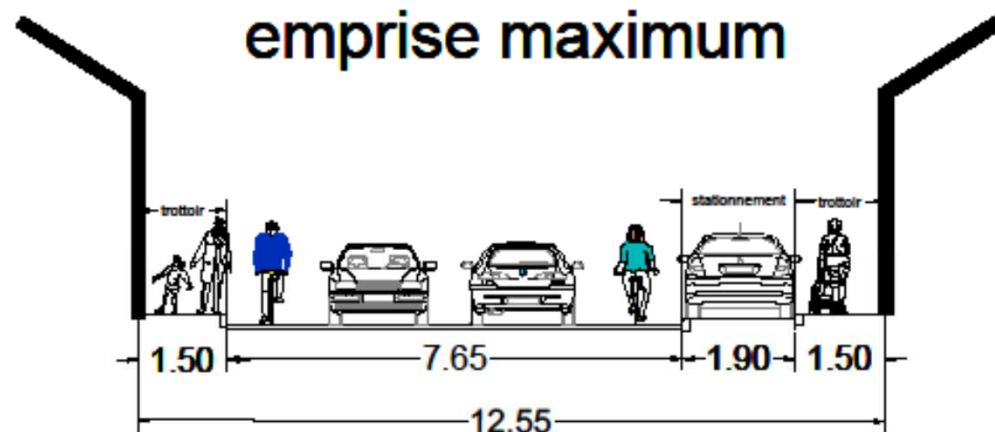 emprise maximum
trottoir
stationnement
trottoir
1.50
7.65
1.90
1.50
12.55